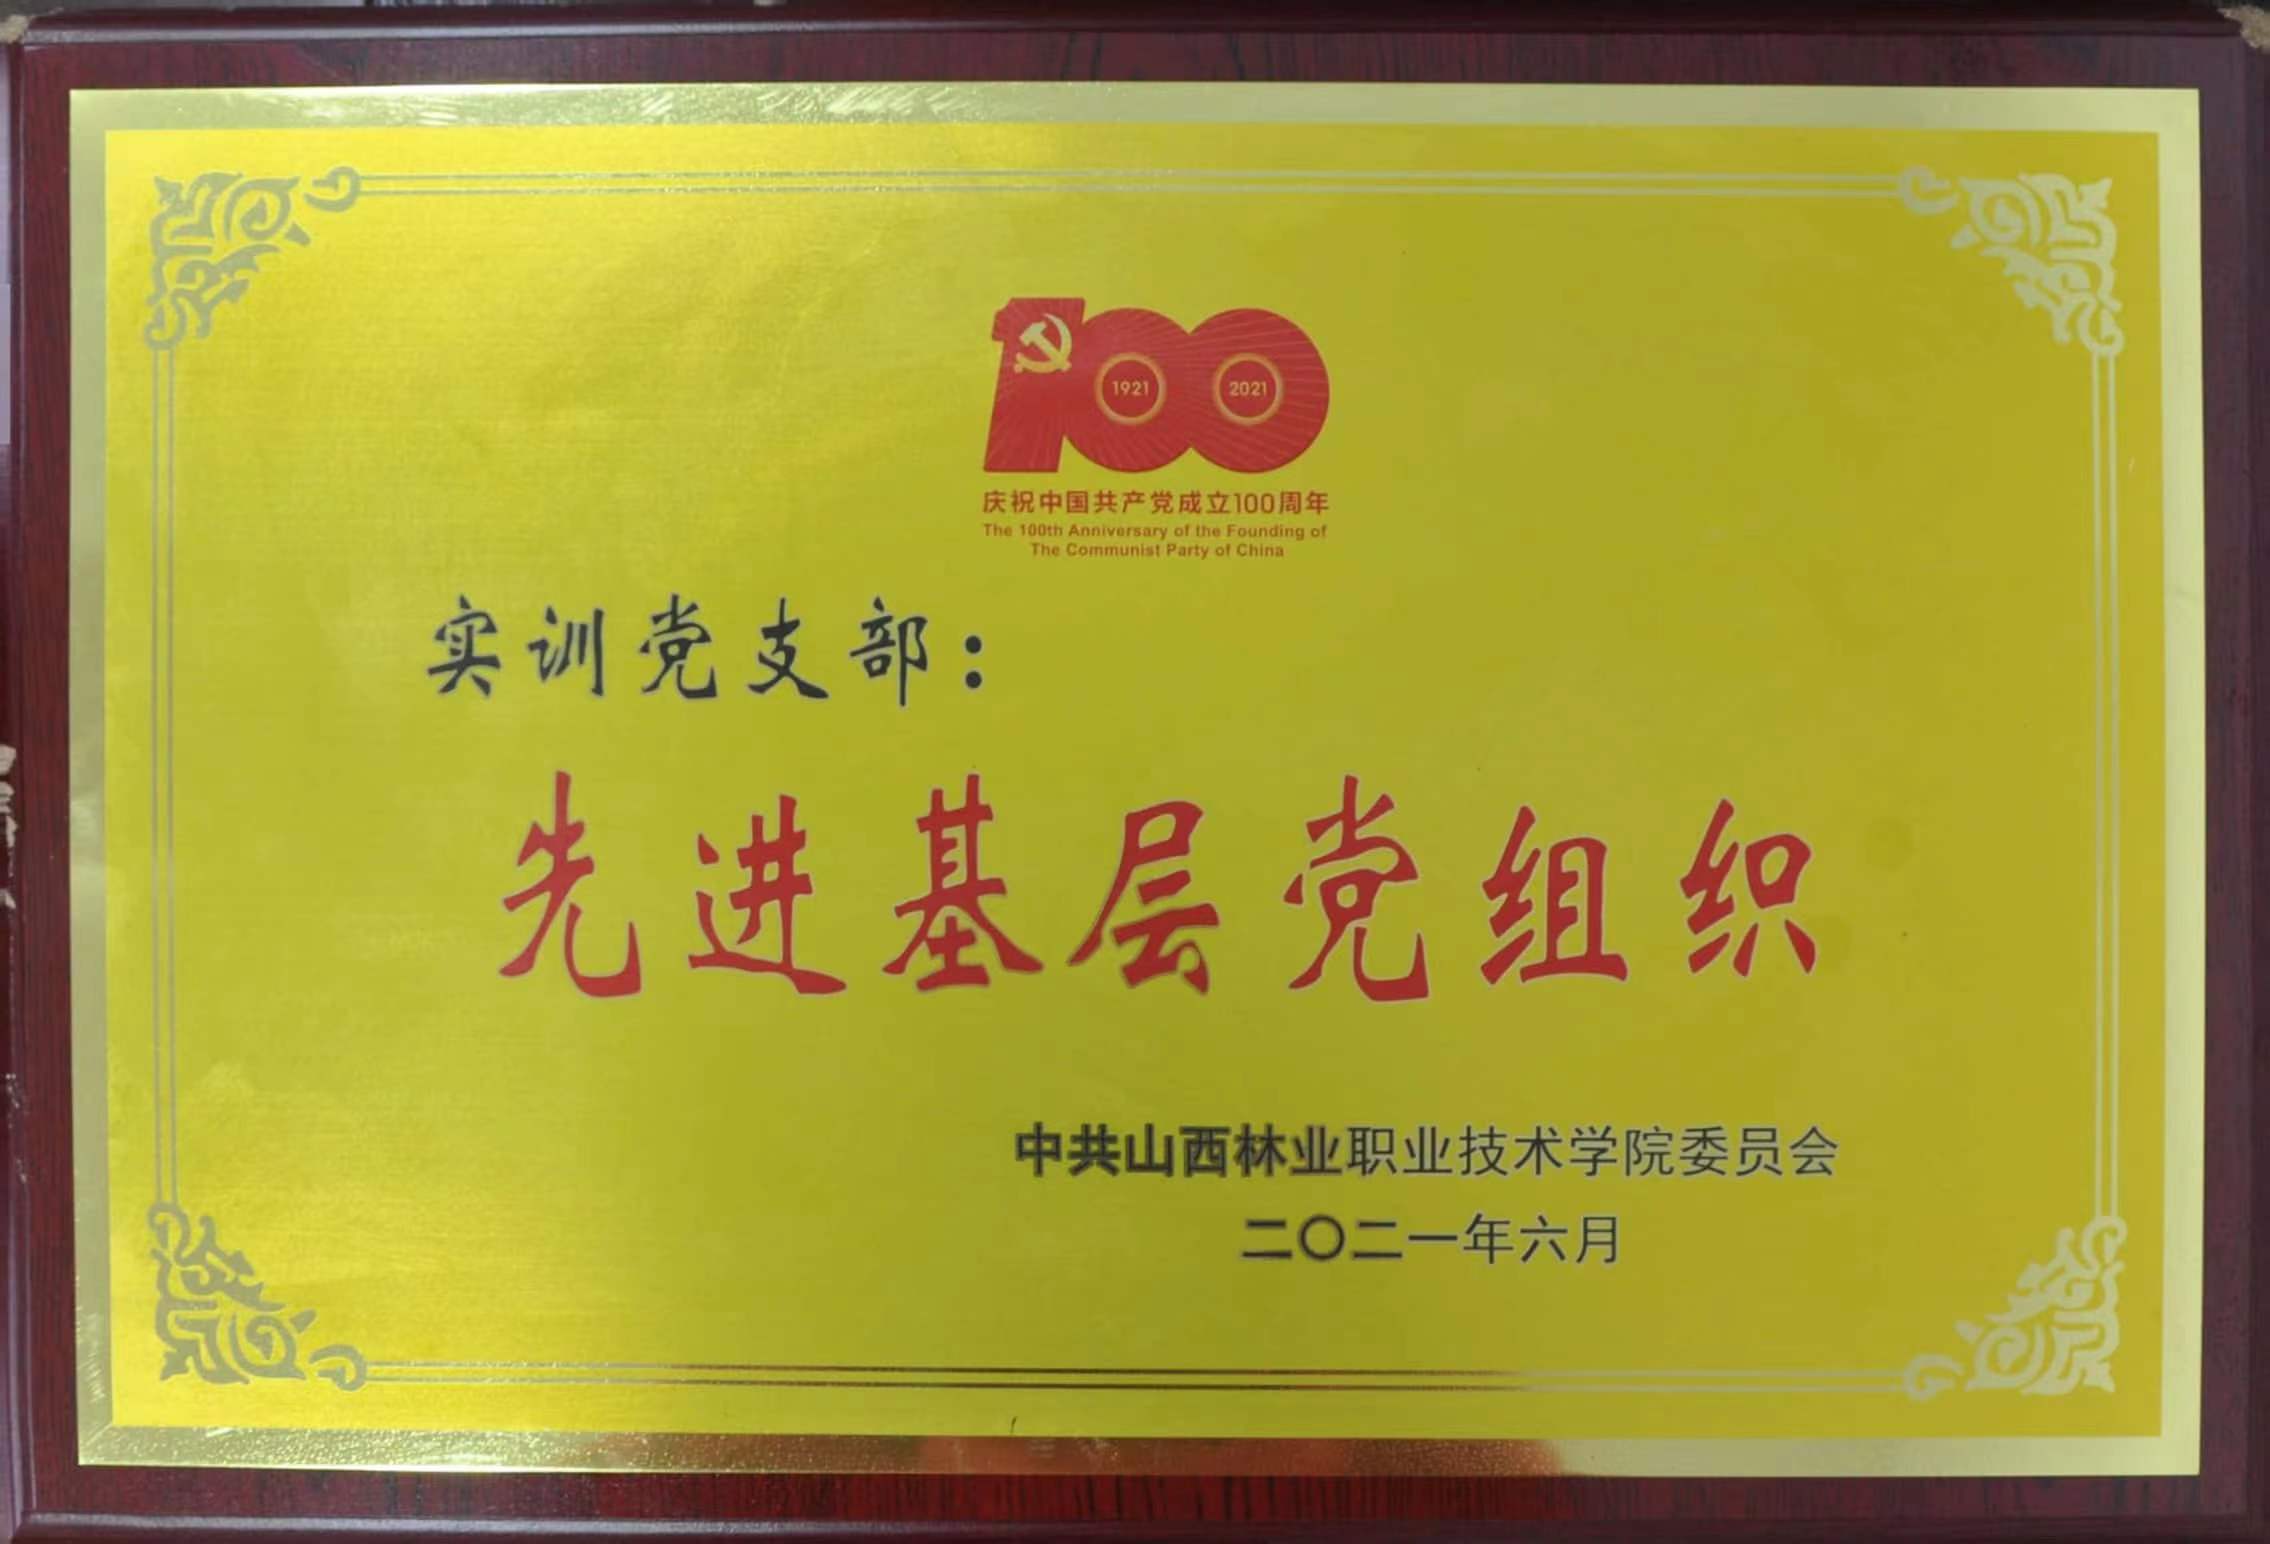 100
1921
2021
庆祝中国共产党成立100周年
The 100th Anniversary of the Founding of
The Communist Party of China
实训党支部：
先进基层党组织
中共山西林业职业技术学院委员会
二〇二一年六月